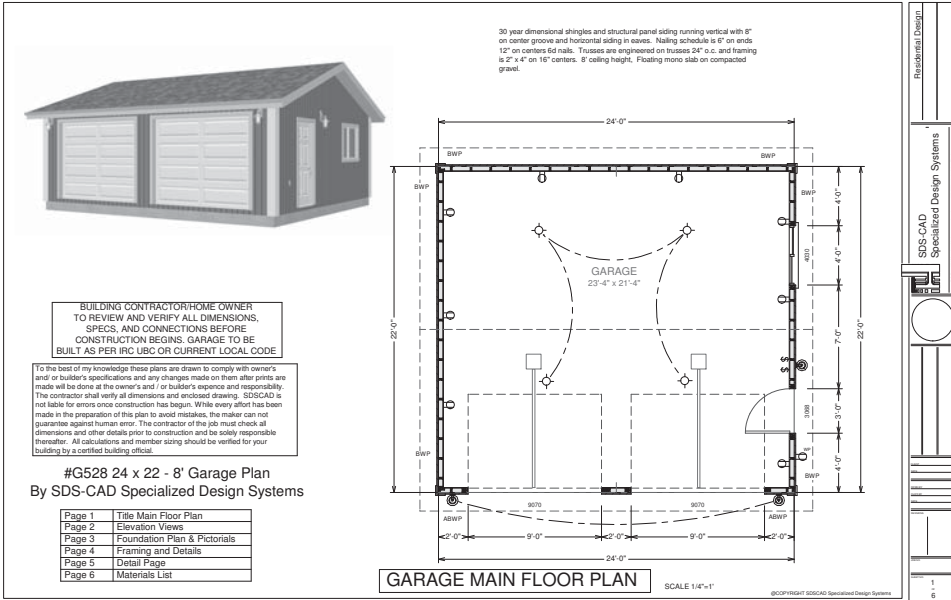 30 year dimensional shingles and structural panel siding running vertical with 8"
on center groove and horizontal siding in eaves. Nailing schedule is 6" on ends
12" on centers 6d nails. Trusses are engineered on trusses 24" o.c. and framing
is 2" x 4" on 16" centers. 8' ceiling height, Floating mono slab on compacted
gravel.
BUILDING CONTRACTOR/HOME OWNER
TO REVIEW AND VERIFY ALL DIMENSIONS,
SPECS, AND CONNECTIONS BEFORE
CONSTRUCTION BEGINS. GARAGE TO BE
BUILT AS PER IRC UBC OR CURRENT LOCAL CODE
To the best of my knowledge these plans are drawn to comply with owner's
and/ or builder's specifications and any changes made on them after prints are
made will be done at the owner's and / or builder's expence and responsibility.
The contractor shall verify all dimensions and enclosed drawing. SDSCAD is
not liable for errors once construction has begun. While every affort has been
made in the preparation of this plan to avoid mistakes, the maker can not
guarantee against human error. The contractor of the job must check all
dimensions and other details prior to construction and be solely responsible
thereafter. All calculations and member sizing should be verified for your
building by a certified building official.
#G528 24 x 22 - 8' Garage Plan
By SDS-CAD Specialized Design Systems
Page 1 Title Main Floor Plan
Page 2 Elevation Views
Page 3 Foundation Plan & Pictorials
Page 4 Framing and Details
Page 5 Detail Page
Page 6 Materials List
24'-0"
BWP
BWP
BWP
BWP
22'-0"
22'-0"
4'-0"
4'-0"
4030
7'-0"
3'-0"
3068
4'-0"
GARAGE
23'-4" x 21'-4"
S
S
WP
BWP
BWP
9070
9070
ABWP
ABWP
2'-0"
9'-0"
2'-0"
9'-0"
2'-0"
24'-0"
GARAGE MAIN FLOOR PLAN
SCALE 1/4"=1'
@COPYRIGHT SDSCAD Specialized Design Systems
Residential Design
SDS-CAD
Specialized Design Systems
1
6